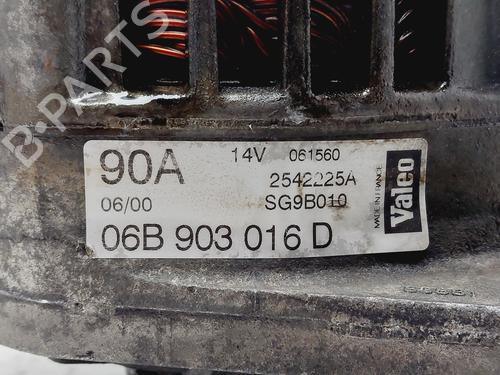 B-PARTS
90A 14V 061560
2542225A
06/00 SG9B010
06B 903 016 D
MADE IN FRANCE
Valeo